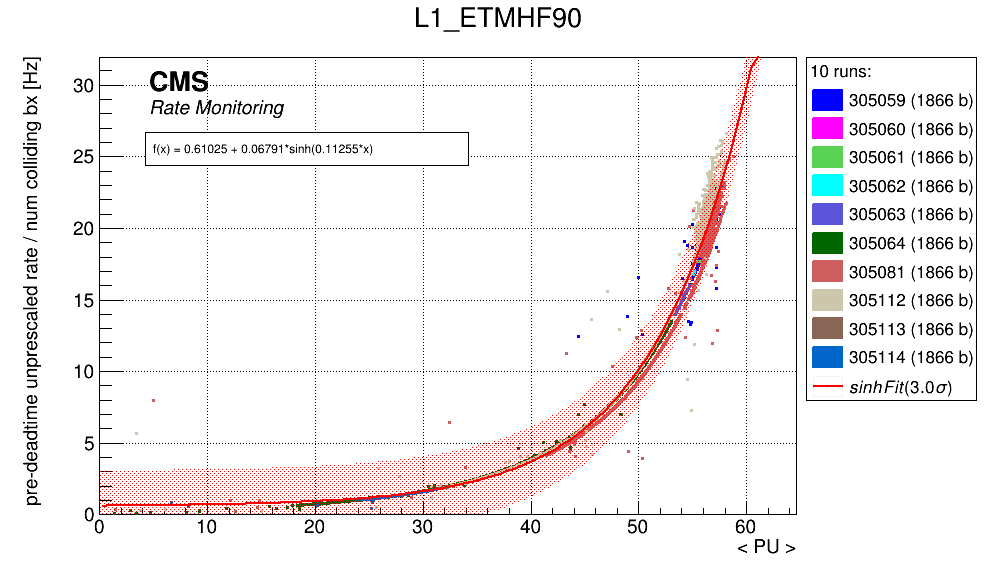 L1_ETMHF90
pre-deadtime unprescaled rate / num colliding bx [Hz]
30
25
20
15
10
5
0
CMS
Rate Monitoring
f(x) = 0.61025 + 0.06791*sinh(0.11255*x)
0 10 20 30 40 50 60
< PU >
10 runs:
305059 (1866 b)
305060 (1866 b)
305061 (1866 b)
305062 (1866 b)
305063 (1866 b)
305064 (1866 b)
305081 (1866 b)
305112 (1866 b)
305113 (1866 b)
305114 (1866 b)
sinhFit(3.0σ)